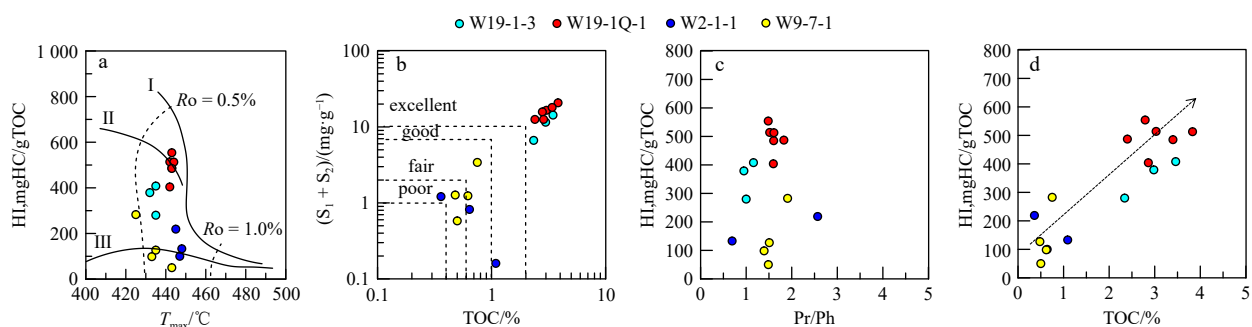 W19-1-3 W19-1Q-1 W2-1-1 W9-7-1
a
HI,mgHC/gTOC
1 000
800
600
400
200
0
I
II
III
Ro = 0.5%
Ro = 1.0%
400 420 440 460 480 500
Tmax/℃
b
(S1 + S2)/(mg·g⁻¹)
100
10
1
0.1
excellent
good
fair
poor
0.1 1 10
TOC/%
c
HI,mgHC/gTOC
800
700
600
500
400
300
200
100
0
0 1 2 3 4 5
Pr/Ph
d
HI,mgHC/gTOC
800
700
600
500
400
300
200
100
0
0 1 2 3 4 5
TOC/%